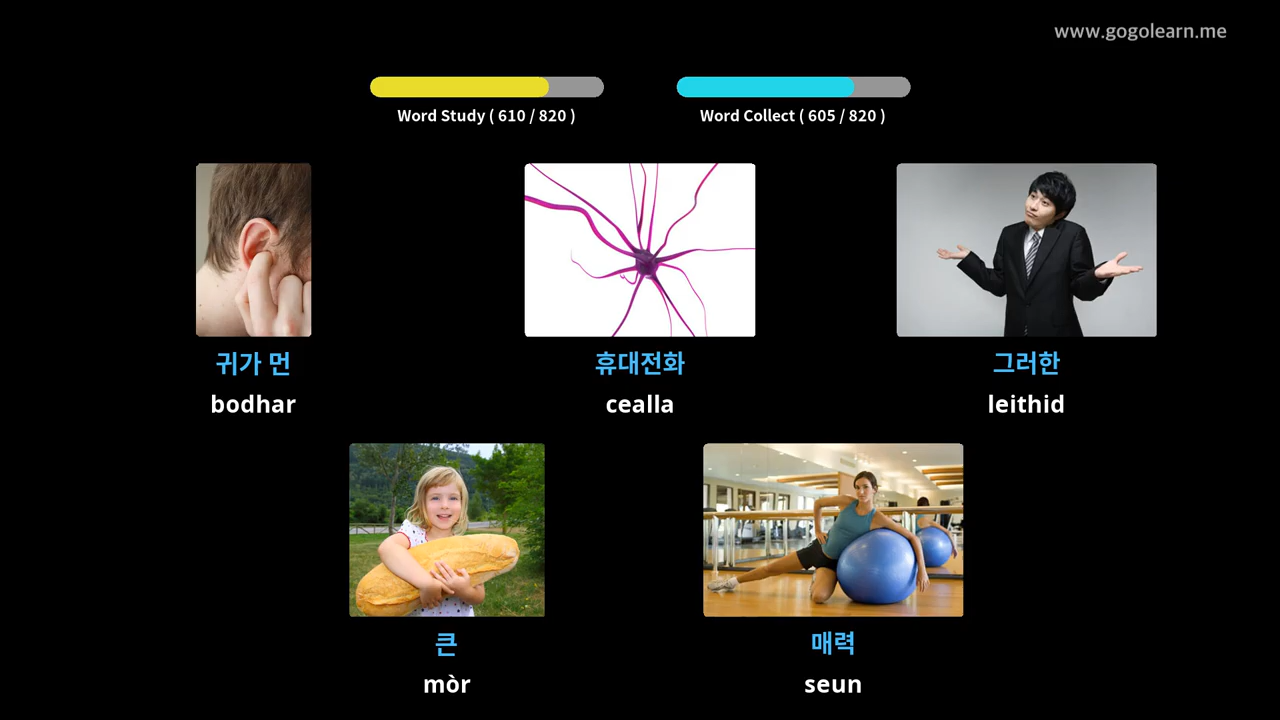 www.gogolearn.me
Word Study ( 610 / 820 )
Word Collect ( 605 / 820 )
귀가 먼
휴대전화
그러한
bodhar
cealla
leithid
큰
매력
mòr
seun